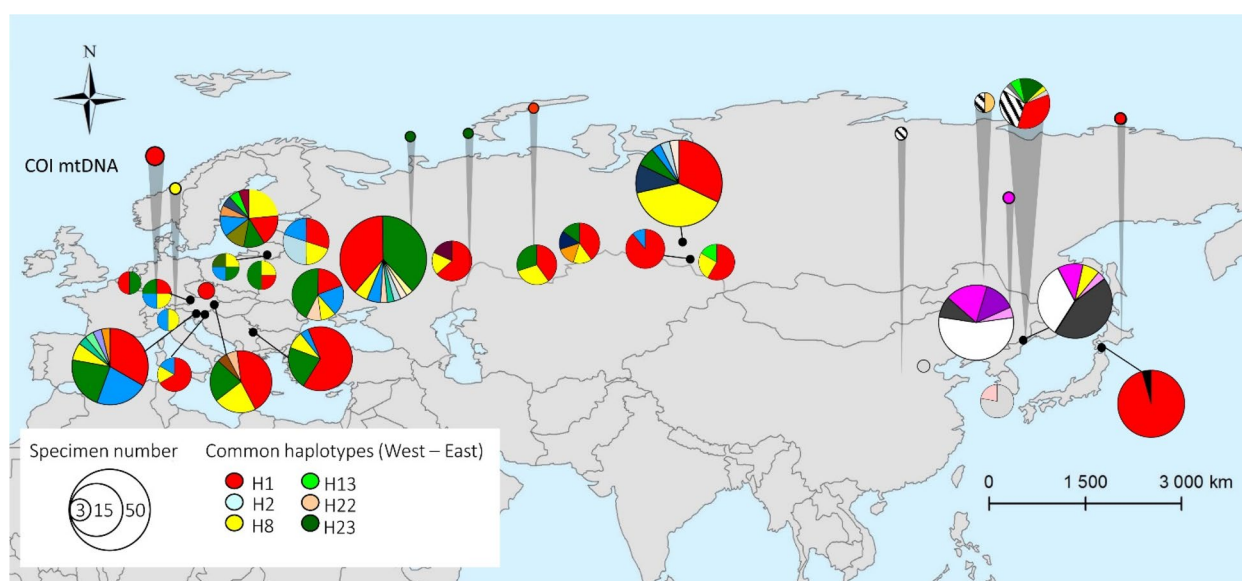 N
COI mtDNA
Specimen number
3 15 50
Common haplotypes (West – East)
H1
H2
H8
H13
H22
H23
0 1 500 3 000 km